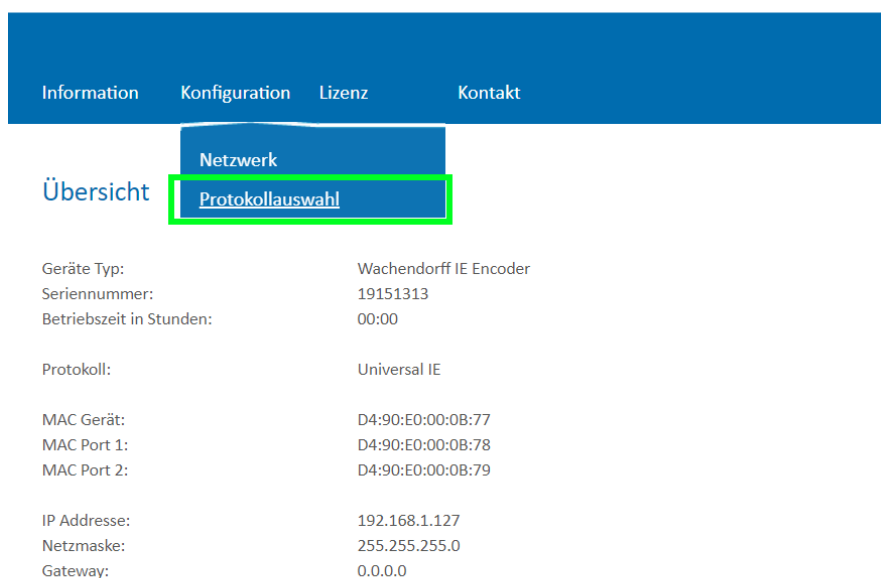 Information Konfiguration Lizenz Kontakt
Netzwerk
Protokollauswahl
Übersicht
Geräte Typ: Wachendorff IE Encoder
Seriennummer: 19151313
Betriebszeit in Stunden: 00:00
Protokoll: Universal IE
MAC Gerät: D4:90:E0:00:0B:77
MAC Port 1: D4:90:E0:00:0B:78
MAC Port 2: D4:90:E0:00:0B:79
IP Addresse: 192.168.1.127
Netzmaske: 255.255.255.0
Gateway: 0.0.0.0